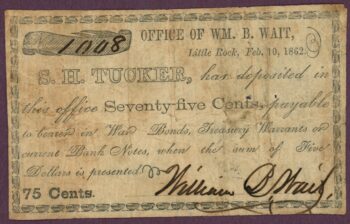 1008
OFFICE OF WM. B. WAIT,
Little Rock, Feb. 10, 1862.
S. H. TUCKER, has deposited in
this office Seventy-five Cents, payable
to bearer in War Bonds, Treasury Warrants or
current Bank Notes, when the sum of Five
Dollars is presented.
75 Cents. William B Wait